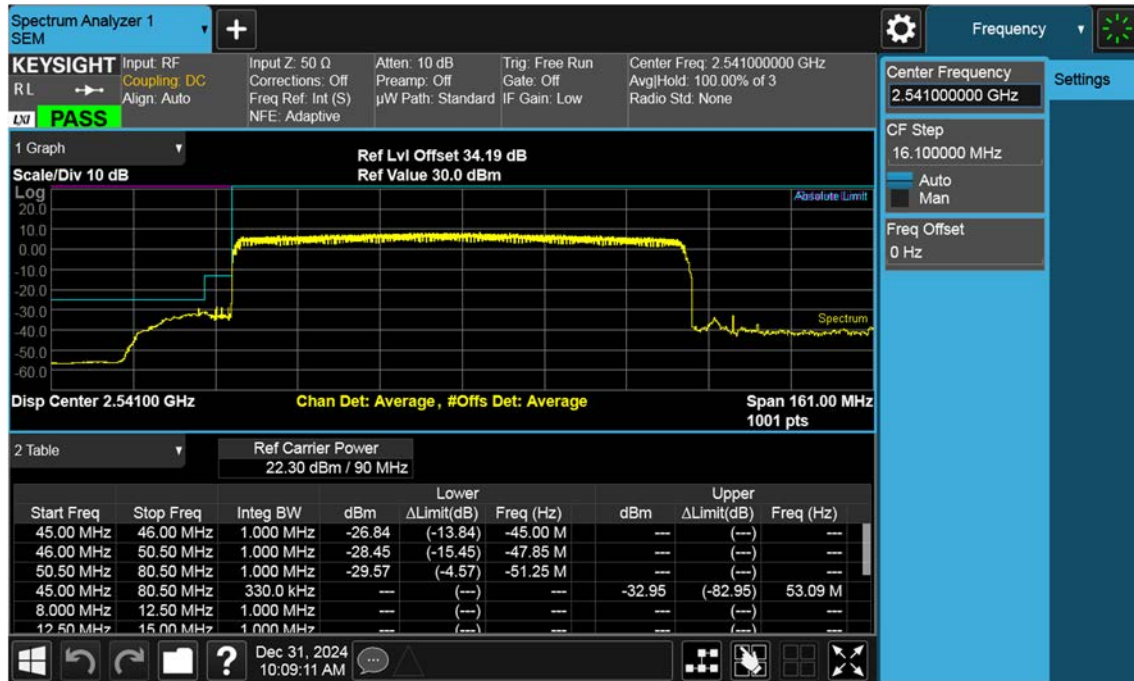 Spectrum Analyzer 1
SEM
Frequency
KEYSIGHT
RL
LXI
PASS
Input: RF
Coupling: DC
Align: Auto
Input Z: 50 Ω
Corrections: Off
Freq Ref: Int (S)
NFE: Adaptive
Atten: 10 dB
Preamp: Off
µW Path: Standard
Trig: Free Run
Gate: Off
IF Gain: Low
Center Freq: 2.541000000 GHz
Avg|Hold: 100.00% of 3
Radio Std: None
Center Frequency
2.541000000 GHz
Settings
CF Step
16.100000 MHz
Auto
Man
Freq Offset
0 Hz
1 Graph
Scale/Div 10 dB
Ref Lvl Offset 34.19 dB
Ref Value 30.0 dBm
Log
Absolute Limit
20.0
10.0
0.00
-10.0
-20.0
-30.0
Spectrum
-40.0
-50.0
-60.0
Disp Center 2.54100 GHz
Chan Det: Average, #Offs Det: Average
Span 161.00 MHz
1001 pts
2 Table
Ref Carrier Power
22.30 dBm / 90 MHz
Lower Upper
Start Freq Stop Freq Integ BW dBm ΔLimit(dB) Freq (Hz) dBm ΔLimit(dB) Freq (Hz)
45.00 MHz 46.00 MHz 1.000 MHz -26.84 (-13.84) -45.00 M --- (---) ---
46.00 MHz 50.50 MHz 1.000 MHz -28.45 (-15.45) -47.85 M --- (---) ---
50.50 MHz 80.50 MHz 1.000 MHz -29.57 (-4.57) -51.25 M --- (---) ---
45.00 MHz 80.50 MHz 330.0 kHz --- (---) --- -32.95 (-82.95) 53.09 M
8.000 MHz 12.50 MHz 1.000 MHz --- (---) --- --- (---) ---
12.50 MHz 15.00 MHz 1.000 MHz --- (---) --- --- (---) ---
?
Dec 31, 2024
10:09:11 AM